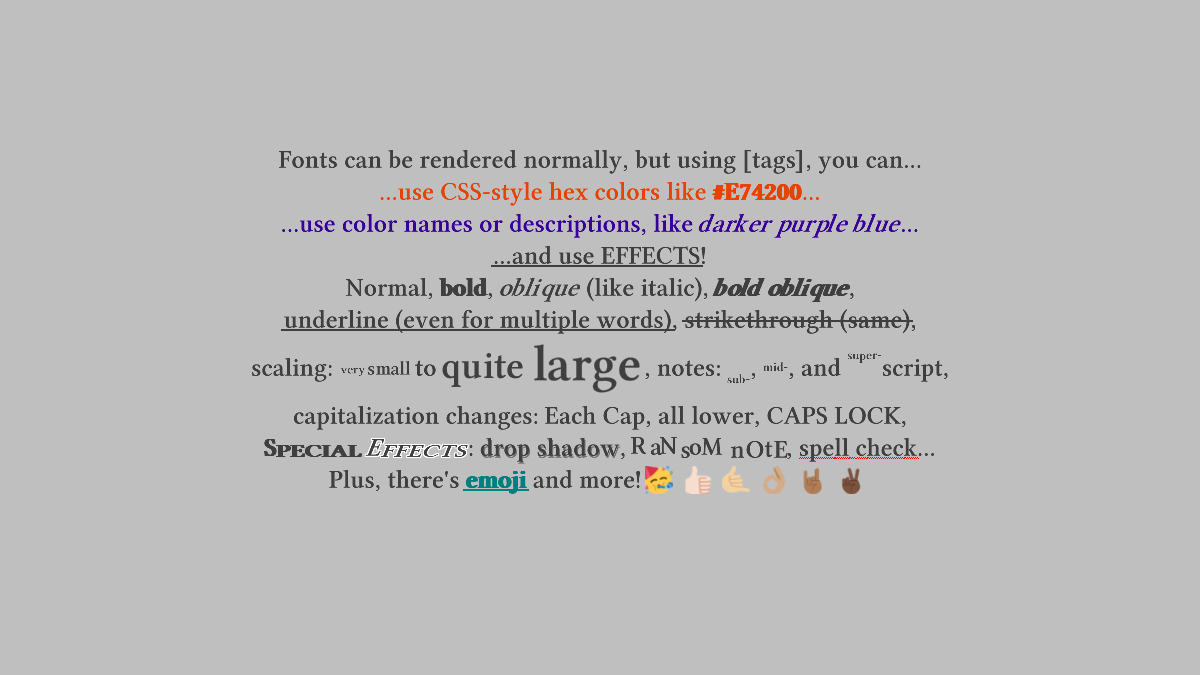 Fonts can be rendered normally, but using [tags], you can...
...use CSS-style hex colors like #E74200...
...use color names or descriptions, like darker purple blue...
...and use EFFECTS!
Normal, bold, oblique (like italic), bold oblique,
underline (even for multiple words), strikethrough (same),
scaling: very small to quite large, notes: sub-, mid-, and super-script,
capitalization changes: Each Cap, all lower, CAPS LOCK,
SPECIAL EFFECTS: drop shadow, RaNsoM nOtE, spell check...
Plus, there's emoji and more!🥳 👍🏻 🤙🏼 👌🏽 🤘🏾 ✌🏿